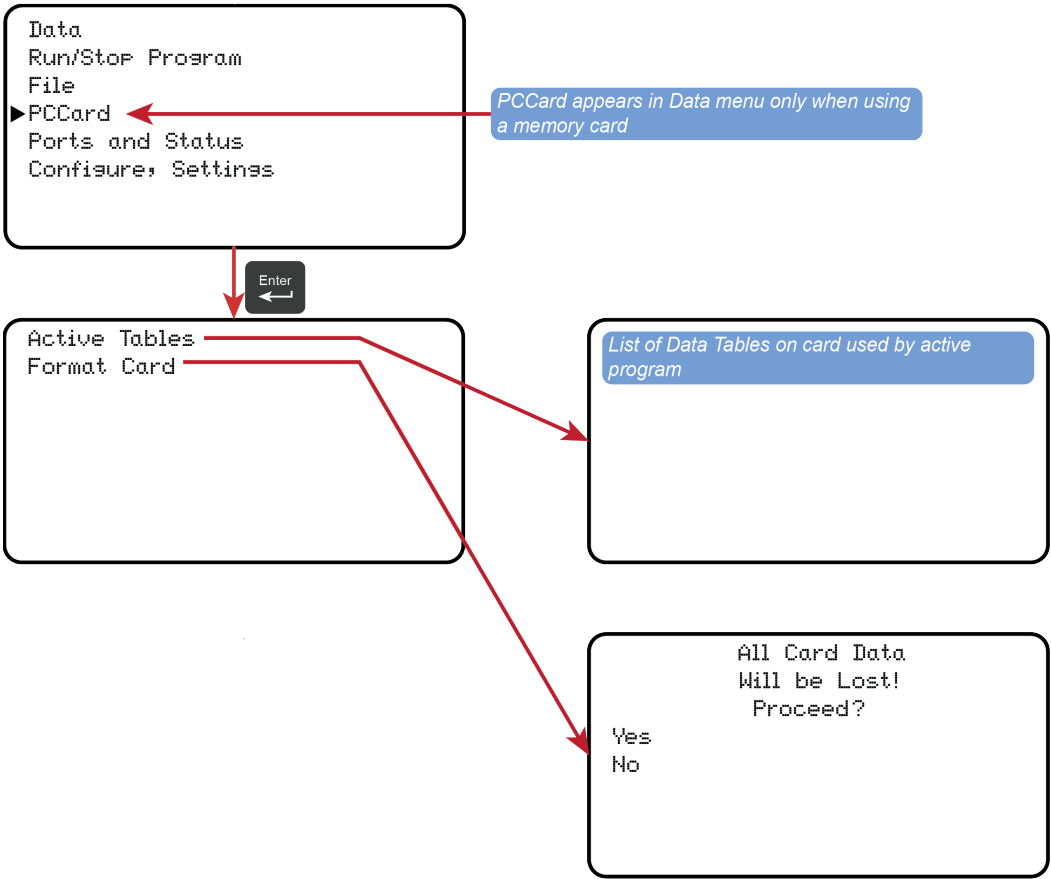 Data
Run/Stop Program
File
PCCard
Ports and Status
Configure, Settings
PCCard appears in Data menu only when using
a memory card
Enter
Active Tables
Format Card
List of Data Tables on card used by active
program
All Card Data
Will be Lost!
Proceed?
Yes
No